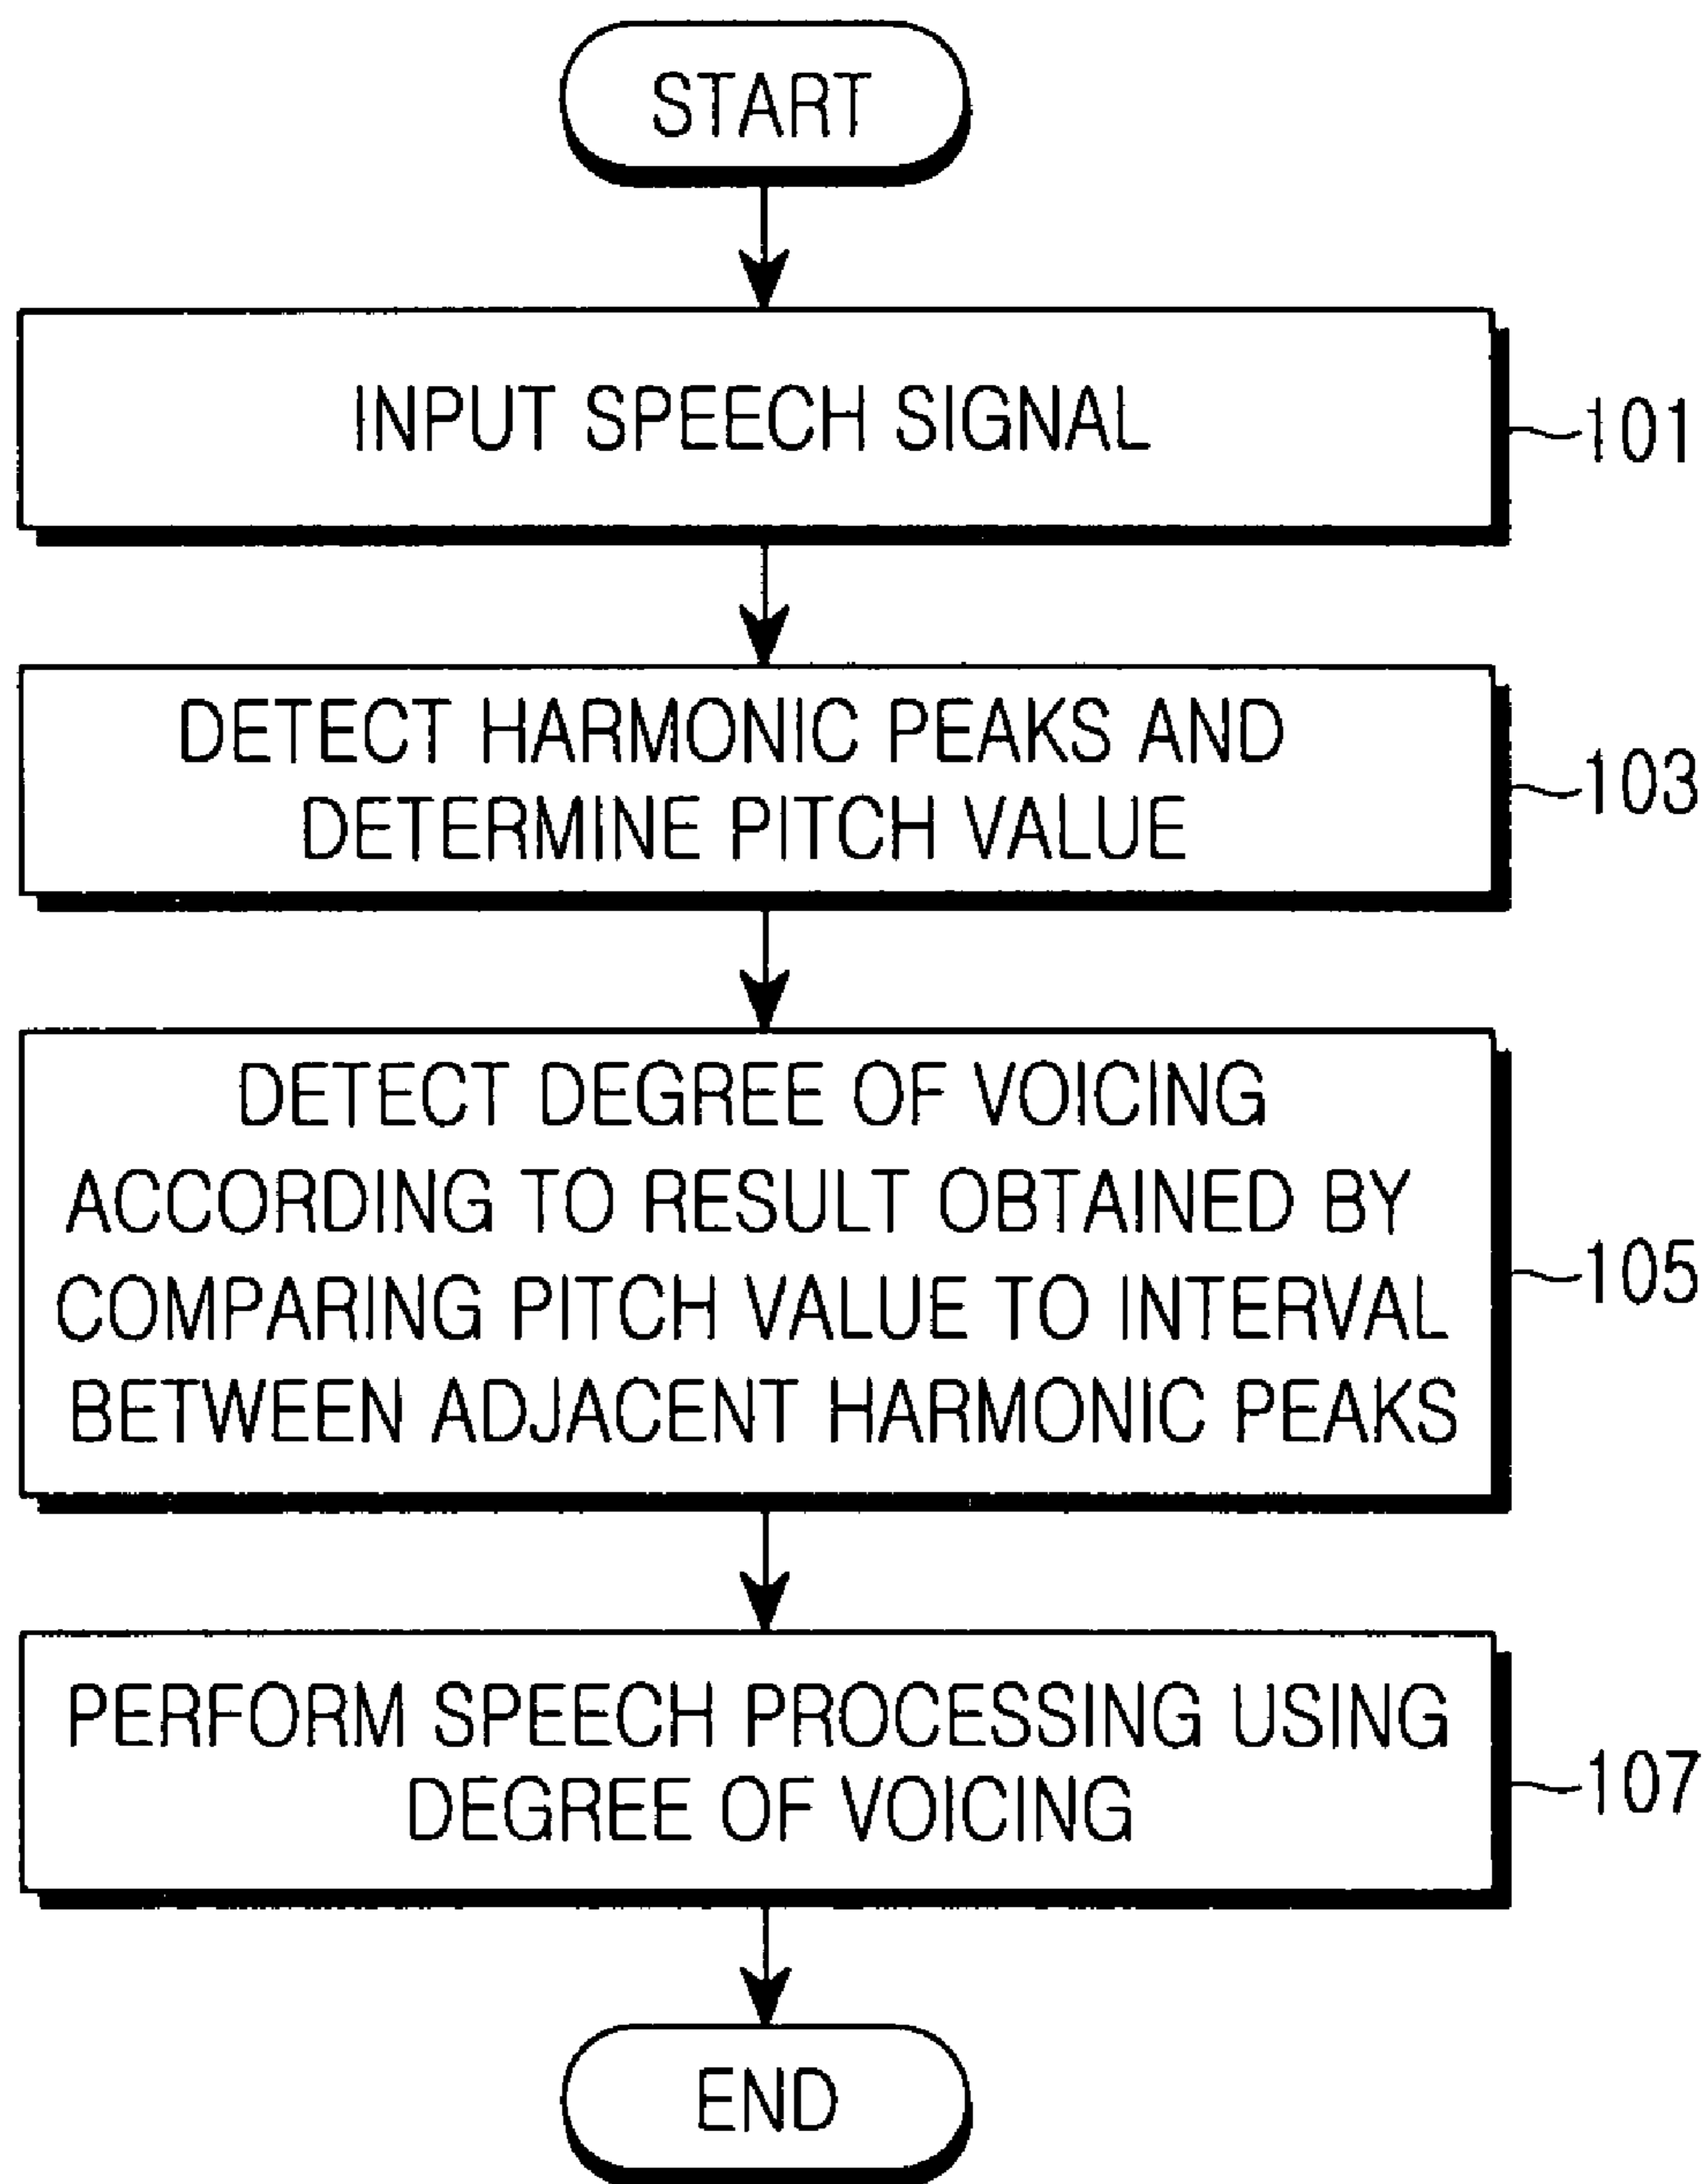 START
INPUT SPEECH SIGNAL
101
DETECT HARMONIC PEAKS AND
DETERMINE PITCH VALUE
103
DETECT DEGREE OF VOICING
ACCORDING TO RESULT OBTAINED BY
COMPARING PITCH VALUE TO INTERVAL
BETWEEN ADJACENT HARMONIC PEAKS
105
PERFORM SPEECH PROCESSING USING
DEGREE OF VOICING
107
END